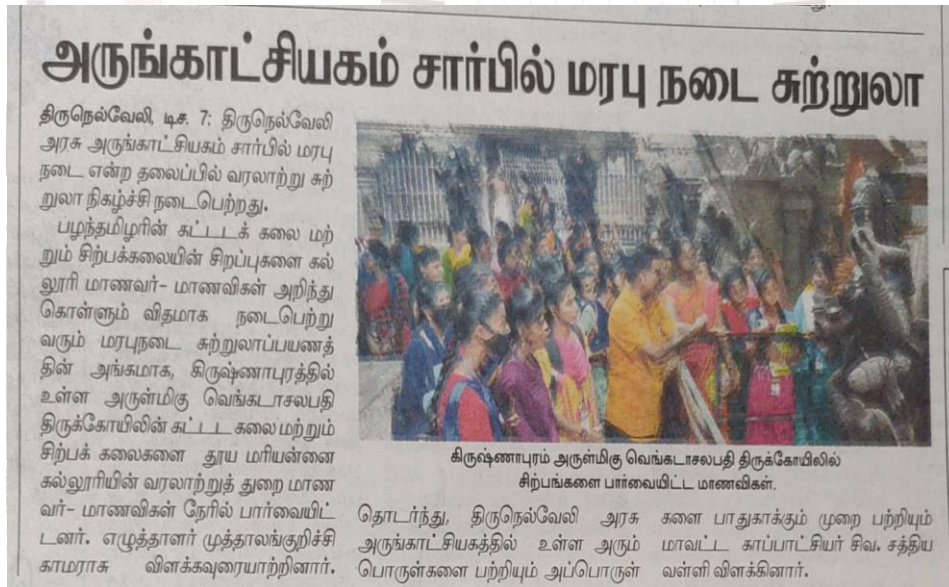 அருங்காட்சியகம் சார்பில் மரபு நடை சுற்றுலா
திருநெல்வேலி, டிச. 7: திருநெல்வேலி
அரசு அருங்காட்சியகம் சார்பில் மரபு
நடை என்ற தலைப்பில் வரலாற்று சுற்
றுலா நிகழ்ச்சி நடைபெற்றது.
பழந்தமிழரின் கட்டடக் கலை மற்
றும் சிற்பக்கலையின் சிறப்புகளை கல்
லூரி மாணவர்- மாணவிகள் அறிந்து
கொள்ளும் விதமாக நடைபெற்று
வரும் மரபுநடை சுற்றுலாப்பயணத்
தின் அங்கமாக, கிருஷ்ணாபுரத்தில்
உள்ள அருள்மிகு வெங்கடாசலபதி
திருக்கோயிலின் கட்டட கலை மற்றும்
சிற்பக் கலைகளை தூய மரியன்னை
கல்லூரியின் வரலாற்றுத் துறை மாண
வர்- மாணவிகள் நேரில் பார்வையிட்
டனர். எழுத்தாளர் முத்தாலங்குறிச்சி
காமராசு விளக்கவுரையாற்றினார்.
கிருஷ்ணாபுரம் அருள்மிகு வெங்கடாசலபதி திருக்கோயிலில்
சிற்பங்களை பார்வையிட்ட மாணவிகள்.
தொடர்ந்து, திருநெல்வேலி அரசு
அருங்காட்சியகத்தில் உள்ள அரும்
பொருள்களை பற்றியும் அப்பொருள்
களை பாதுகாக்கும் முறை பற்றியும்
மாவட்ட காப்பாட்சியர் சிவ. சத்திய
வள்ளி விளக்கினார்.